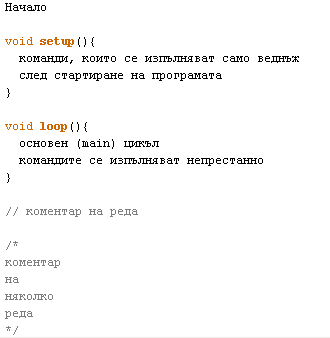 Начало
void setup(){
команди, които се изпълняват само веднъж
след стартиране на програмата
}
void loop(){
основен (main) цикъл
командите се изпълняват непрестанно
}
// коментар на реда
/*
коментар
на
няколко
реда
*/